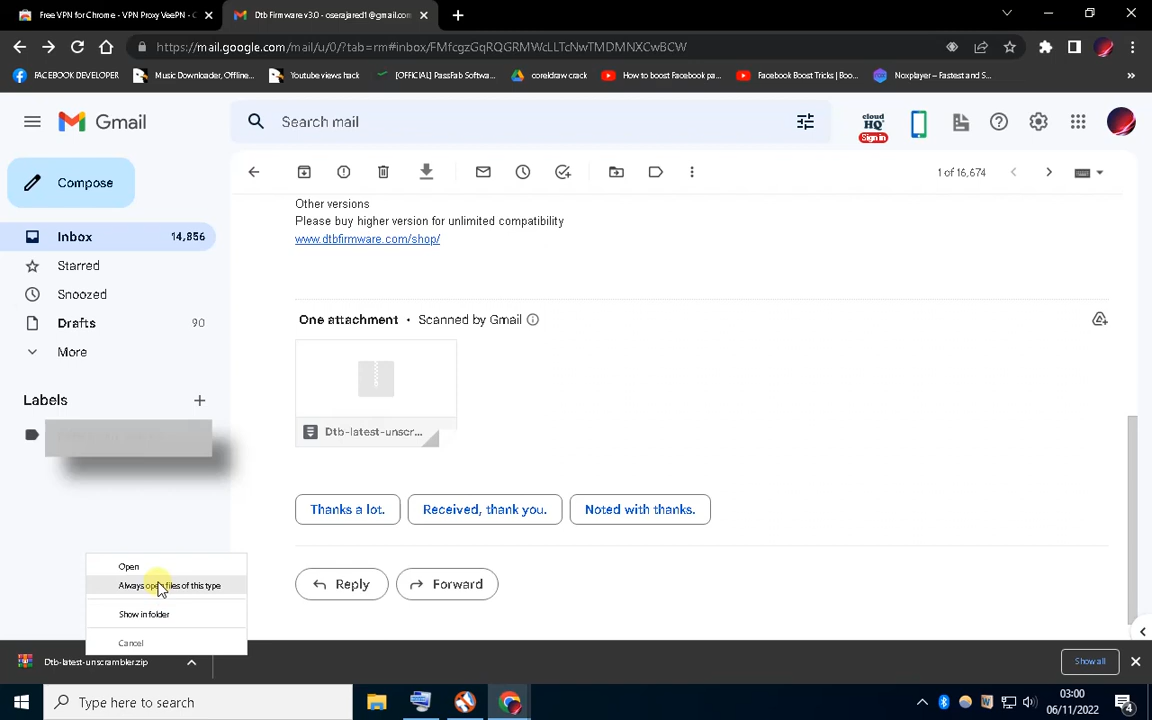 Free VPN for Chrome - VPN Proxy VeePN - C
Dtb Firmware v3.0 - oserajared1@gmail.com
https://mail.google.com/mail/u/0/?tab=rm#inbox/FMfcgzGqRQGRMWcLLTcNwTMDMNXCwBCW
FACEBOOK DEVELOPER
Music Downloader, Offline...
Youtube views hack
[OFFICIAL] PassFab Softwa...
coreldraw crack
How to boost Facebook pa...
Facebook Boost Tricks | Boo...
Noxplayer – Fastest and S...
Gmail
Search mail
cloud
HQ
Sign in
Compose
1 of 16,674
Inbox 14,856
Starred
Snoozed
Drafts 90
More
Labels
Other versions
Please buy higher version for unlimited compatibility
www.dtbfirmware.com/shop/
One attachment • Scanned by Gmail
Dtb-latest-unscr...
Thanks a lot.
Received, thank you.
Noted with thanks.
Reply
Forward
Open
Always open files of this type
Show in folder
Cancel
Dtb-latest-unscrambler.zip
Show all
Type here to search
03:00
06/11/2022
4